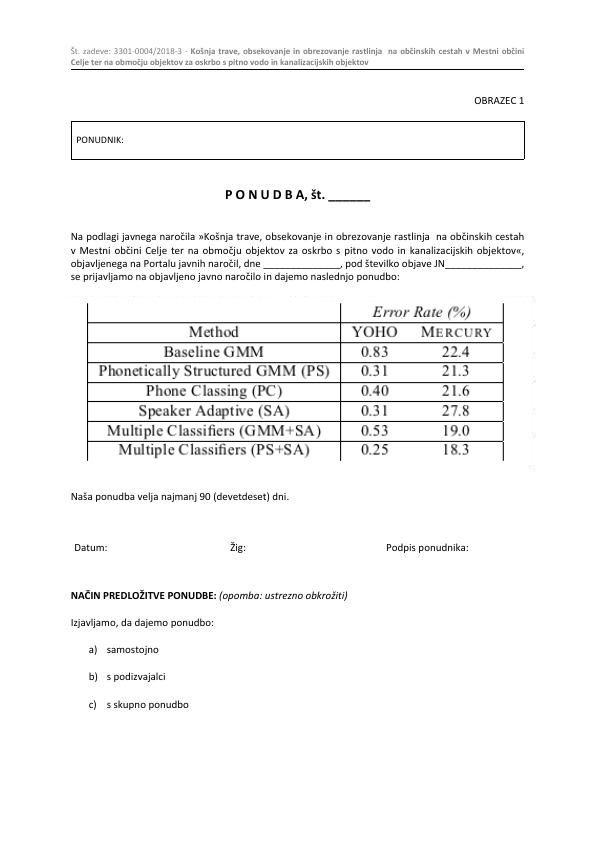 Št. zadeve: 3301-0004/2018-3 - Košnja trave, obsekovanje in obrezovanje rastlinja na občinskih cestah v Mestni občini
Celje ter na območju objektov za oskrbo s pitno vodo in kanalizacijskih objektov
OBRAZEC 1
PONUDNIK:
P O N U D B A, št. ______
Na podlagi javnega naročila »Košnja trave, obsekovanje in obrezovanje rastlinja na občinskih cestah
v Mestni občini Celje ter na območju objektov za oskrbo s pitno vodo in kanalizacijskih objektov«,
objavljenega na Portalu javnih naročil, dne ______________, pod številko objave JN______________,
se prijavljamo na objavljeno javno naročilo in dajemo naslednjo ponudbo:
Error Rate (%)
Method YOHO MERCURY
Baseline GMM 0.83 22.4
Phonetically Structured GMM (PS) 0.31 21.3
Phone Classing (PC) 0.40 21.6
Speaker Adaptive (SA) 0.31 27.8
Multiple Classifiers (GMM+SA) 0.53 19.0
Multiple Classifiers (PS+SA) 0.25 18.3
Naša ponudba velja najmanj 90 (devetdeset) dni.
Datum: Žig: Podpis ponudnika:
NAČIN PREDLOŽITVE PONUDBE: (opomba: ustrezno obkrožiti)
Izjavljamo, da dajemo ponudbo:
a) samostojno
b) s podizvajalci
c) s skupno ponudbo